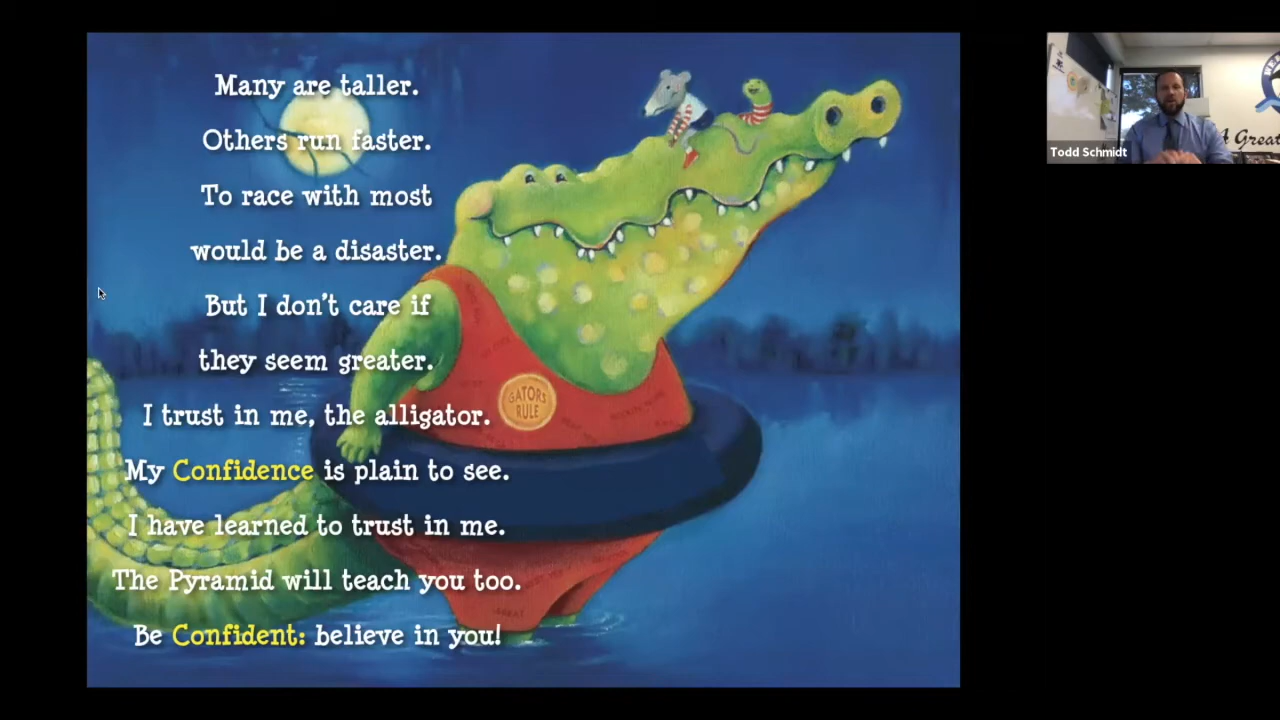 Many are taller.
Others run faster.
To race with most
would be a disaster.
But I don't care if
they seem greater.
I trust in me, the alligator.
My Confidence is plain to see.
I have learned to trust in me.
The Pyramid will teach you too.
Be Confident: believe in you!
GATORS
RULE
Todd Schmidt
A Great